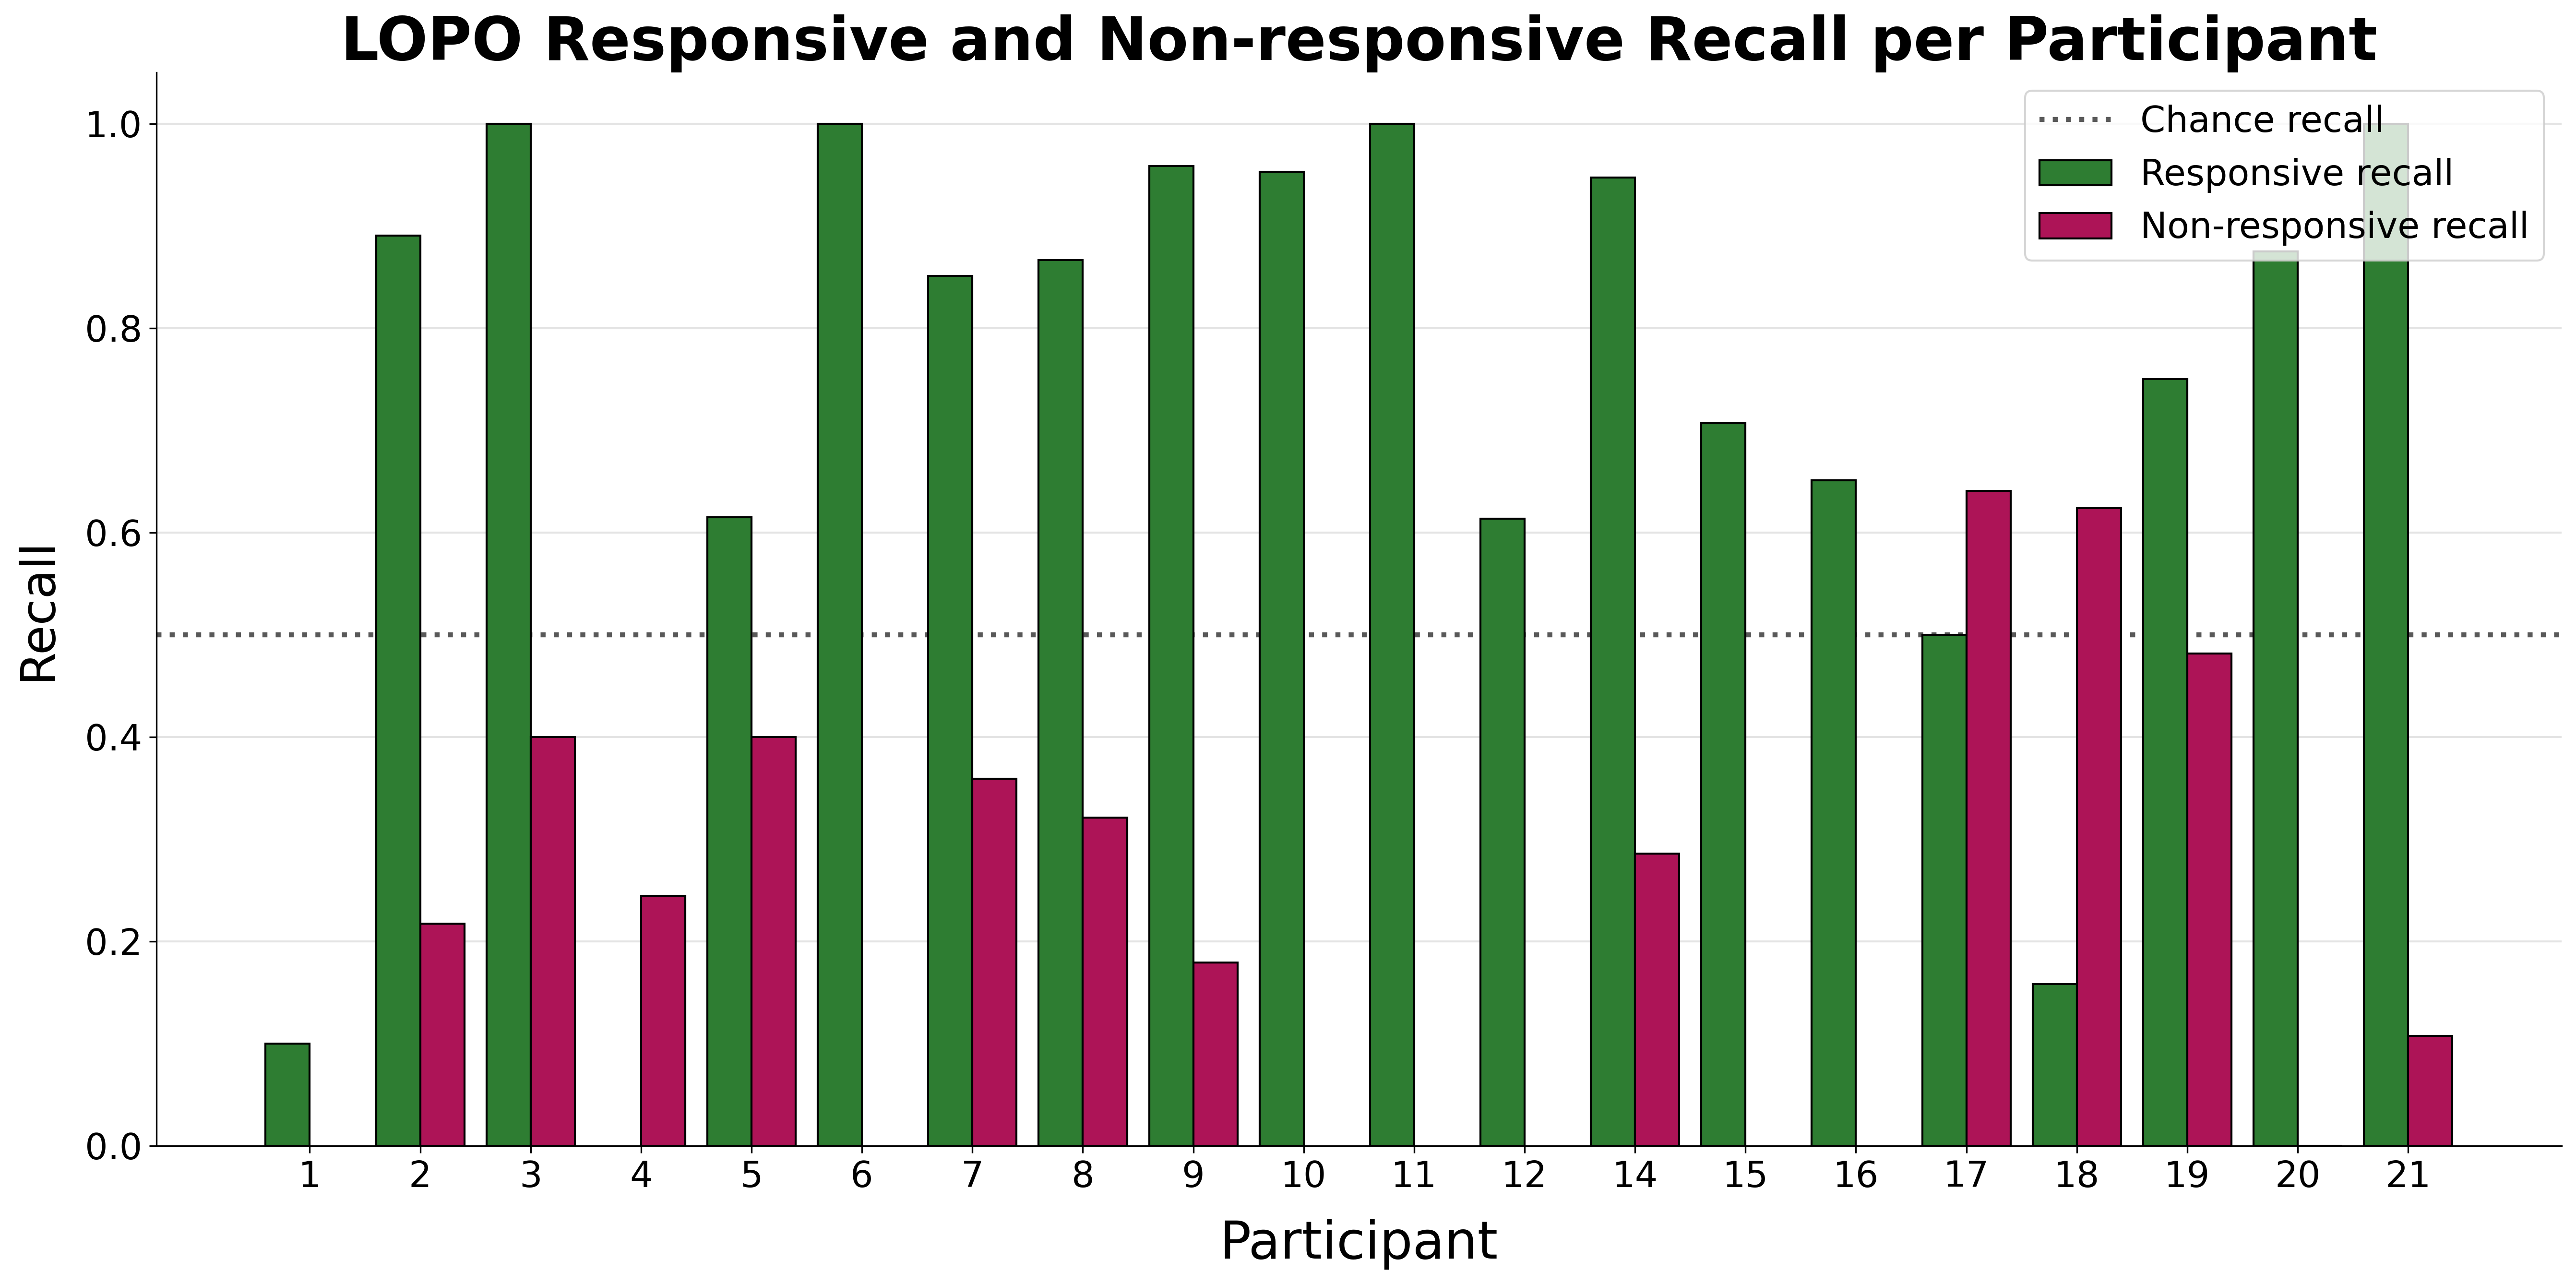 LOPO Responsive and Non-responsive Recall per Participant
Chance recall
Responsive recall
Non-responsive recall
Recall
1.0
0.8
0.6
0.4
0.2
0.0
1 2 3 4 5 6 7 8 9 10 11 12 14 15 16 17 18 19 20 21
Participant